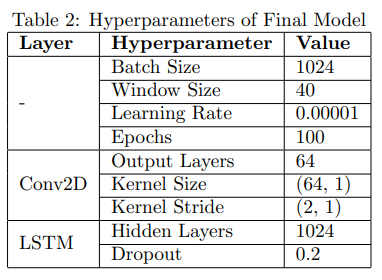 Table 2: Hyperparameters of Final Model
Layer Hyperparameter Value
- Batch Size 1024
Window Size 40
Learning Rate 0.00001
Epochs 100
Conv2D Output Layers 64
Kernel Size (64, 1)
Kernel Stride (2, 1)
LSTM Hidden Layers 1024
Dropout 0.2